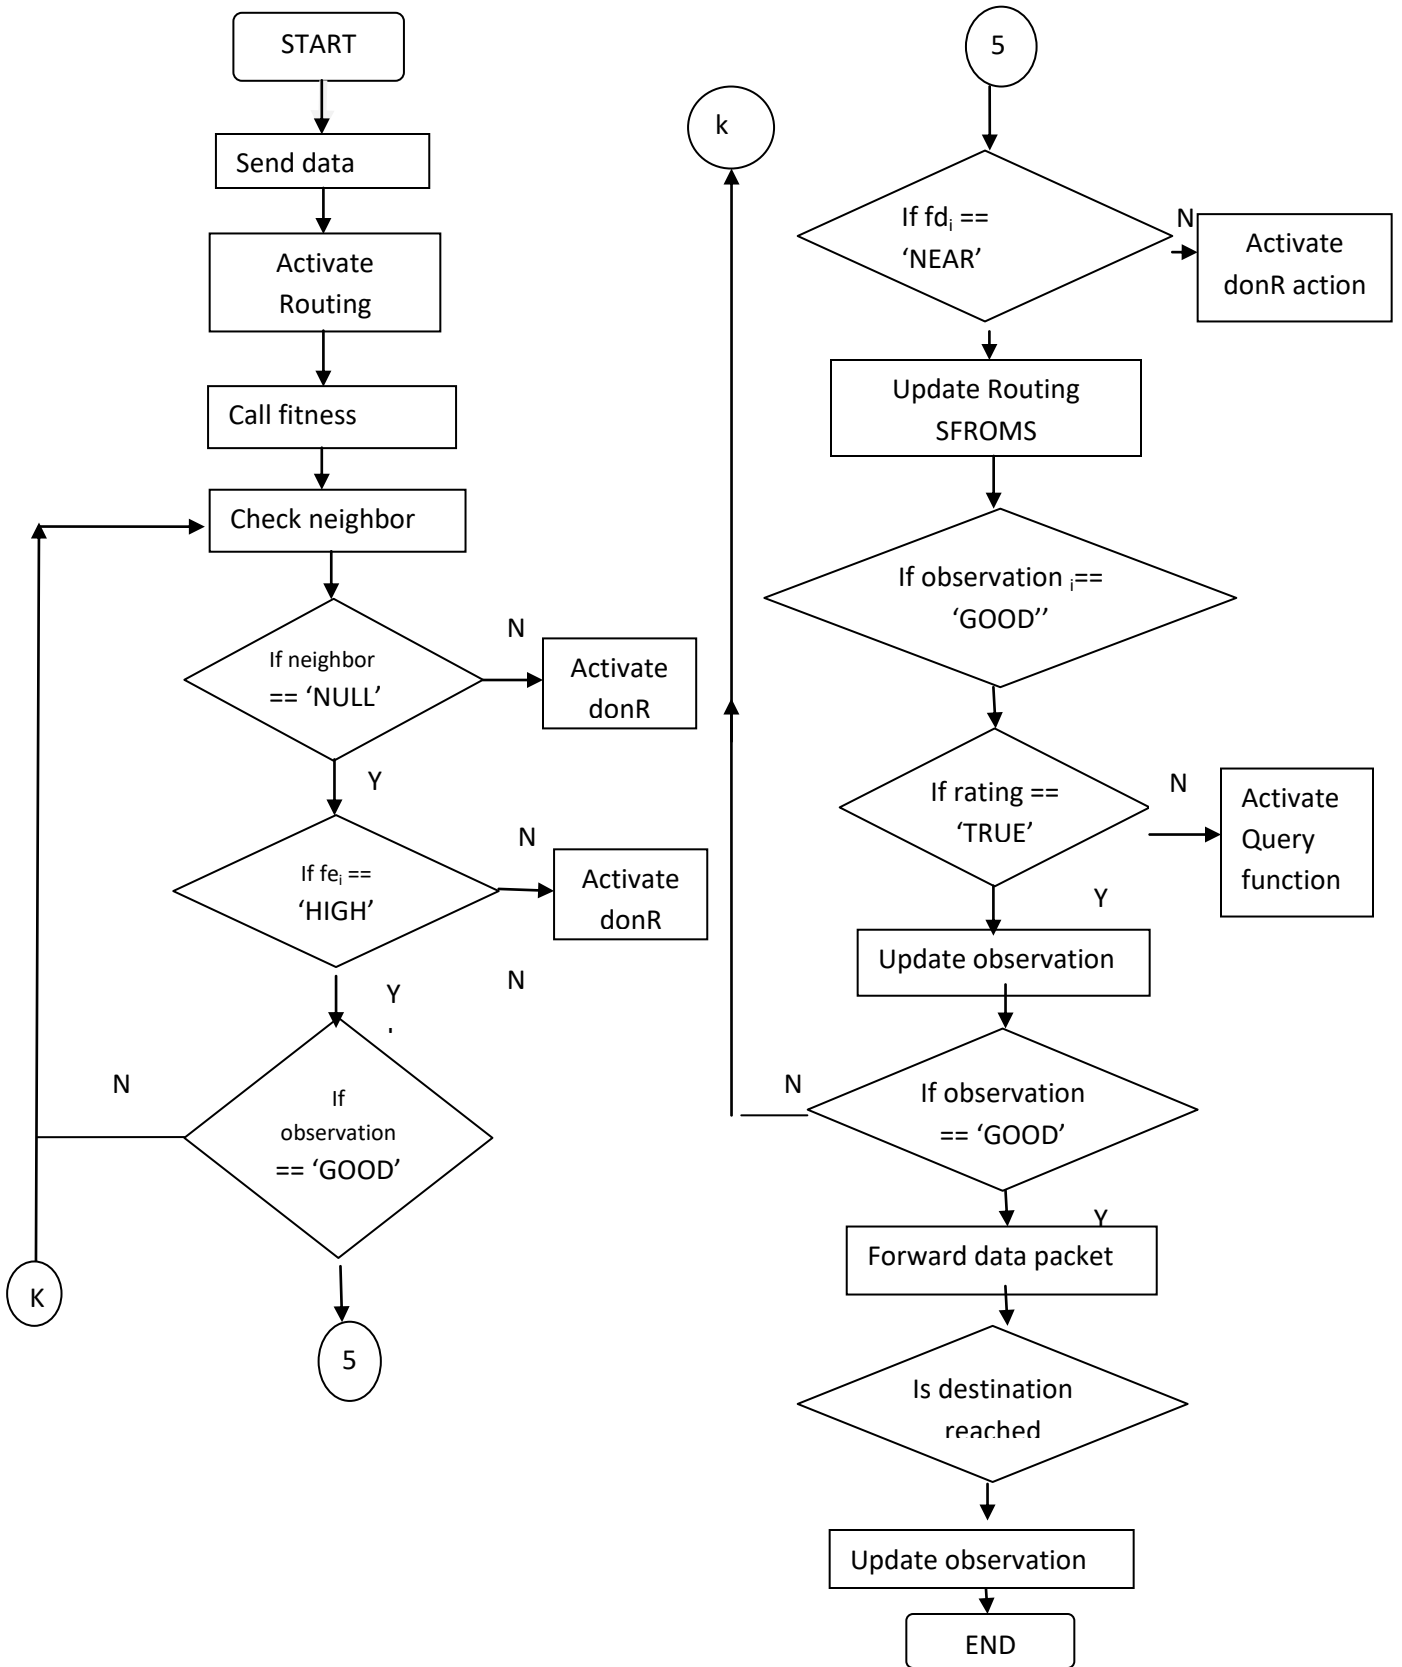 START
Send data
Activate
Routing
Call fitness
Check neighbor
If neighbor
== ‘NULL’
N
Activate
donR
Y
If feᵢ ==
‘HIGH’
N
Activate
donR
Y
N
If
observation
== ‘GOOD’
N
K
5
5
k
If fdᵢ ==
‘NEAR’
N
Activate
donR action
Update Routing
SFROMS
If observation ᵢ==
‘GOOD’’
If rating ==
‘TRUE’
N
Activate
Query
function
Y
Update observation
If observation
== ‘GOOD’
N
Y
Forward data packet
Is destination
reached
Update observation
END